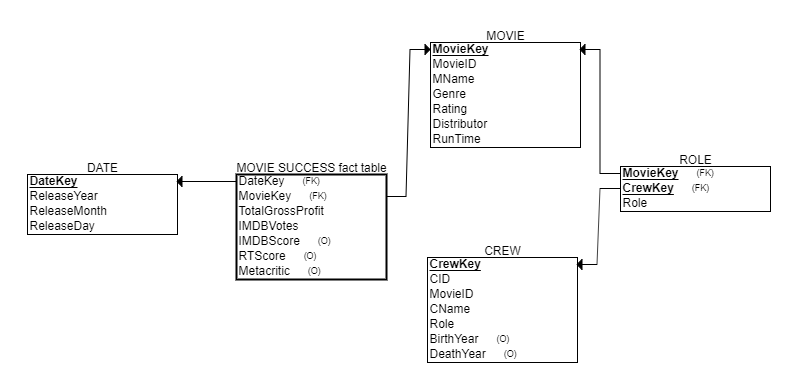 MOVIE
MovieKey
MovieID
MName
Genre
Rating
Distributor
RunTime
DATE
DateKey
ReleaseYear
ReleaseMonth
ReleaseDay
MOVIE SUCCESS fact table
DateKey (FK)
MovieKey (FK)
TotalGrossProfit
IMDBVotes
IMDBScore (O)
RTScore (O)
Metacritic (O)
ROLE
MovieKey (FK)
CrewKey (FK)
Role
CREW
CrewKey
CID
MovieID
CName
Role
BirthYear (O)
DeathYear (O)